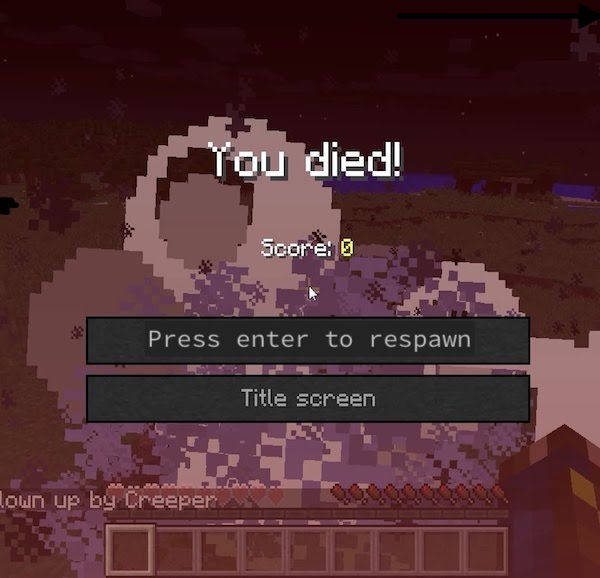 You died!
Score: 0
Press enter to respawn
Title screen
lown up by Creeper